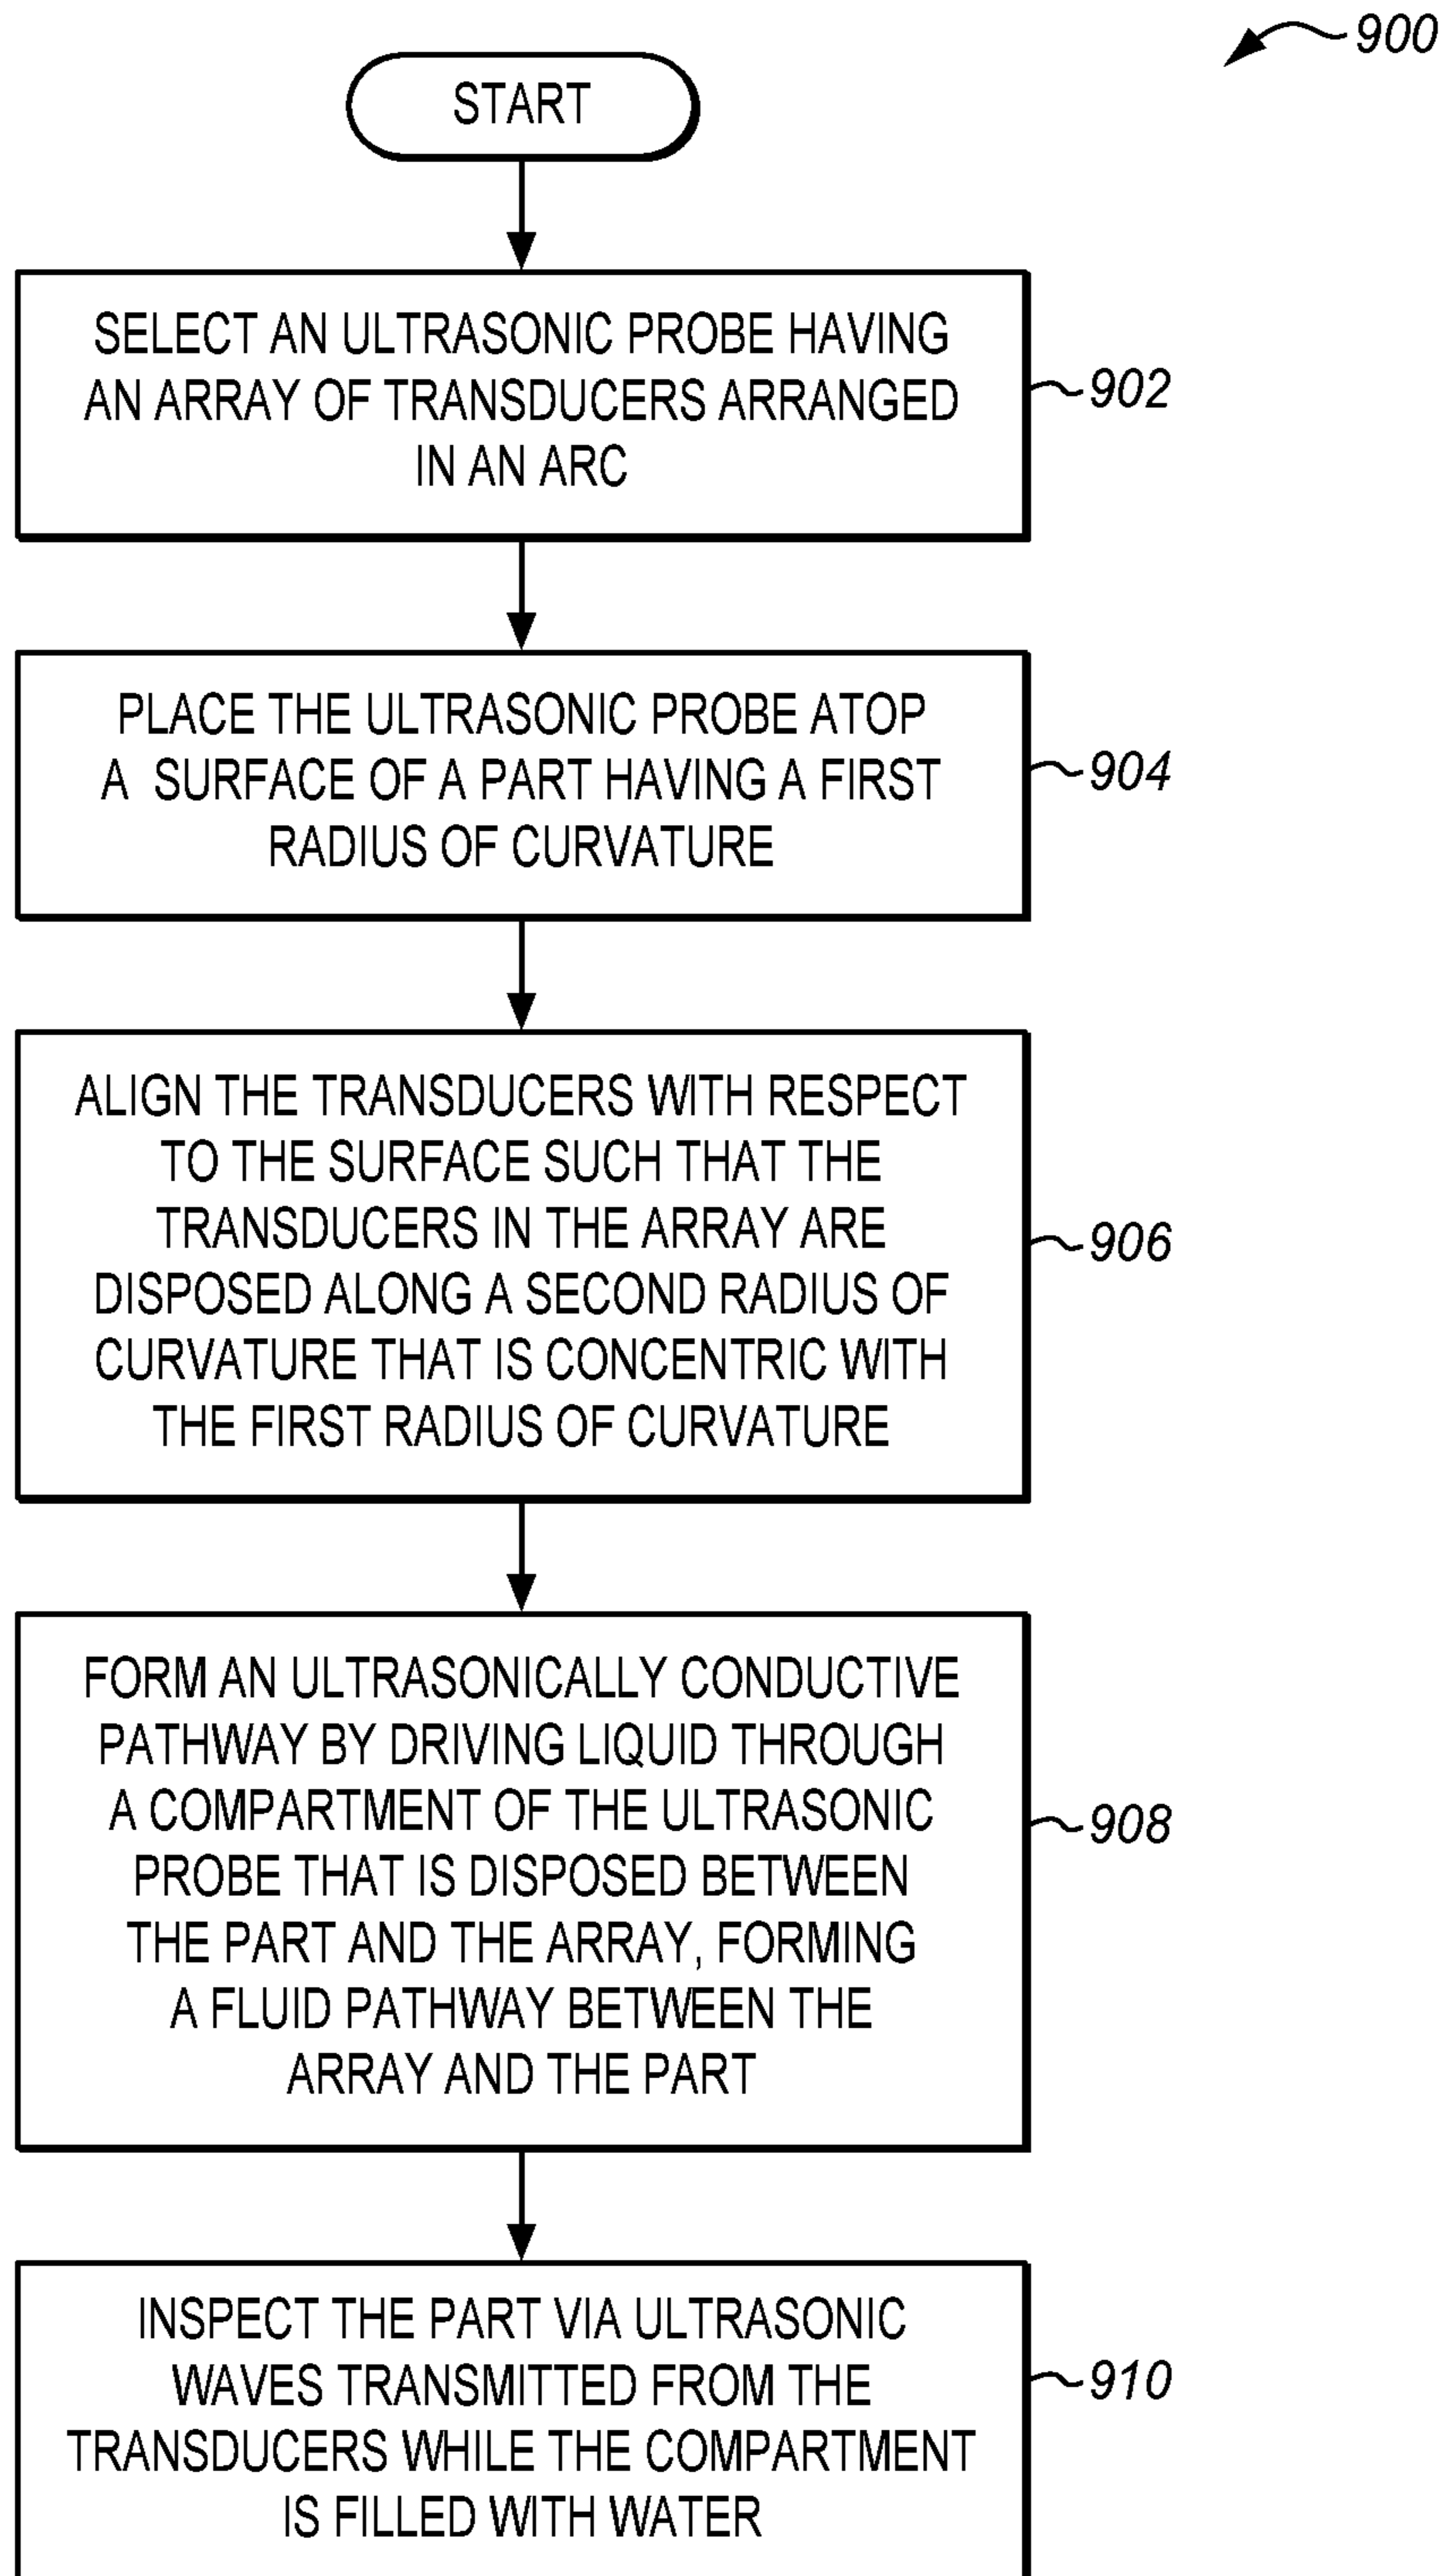 900
START
SELECT AN ULTRASONIC PROBE HAVING
AN ARRAY OF TRANSDUCERS ARRANGED
IN AN ARC
902
PLACE THE ULTRASONIC PROBE ATOP
A SURFACE OF A PART HAVING A FIRST
RADIUS OF CURVATURE
904
ALIGN THE TRANSDUCERS WITH RESPECT
TO THE SURFACE SUCH THAT THE
TRANSDUCERS IN THE ARRAY ARE
DISPOSED ALONG A SECOND RADIUS OF
CURVATURE THAT IS CONCENTRIC WITH
THE FIRST RADIUS OF CURVATURE
906
FORM AN ULTRASONICALLY CONDUCTIVE
PATHWAY BY DRIVING LIQUID THROUGH
A COMPARTMENT OF THE ULTRASONIC
PROBE THAT IS DISPOSED BETWEEN
THE PART AND THE ARRAY, FORMING
A FLUID PATHWAY BETWEEN THE
ARRAY AND THE PART
908
INSPECT THE PART VIA ULTRASONIC
WAVES TRANSMITTED FROM THE
TRANSDUCERS WHILE THE COMPARTMENT
IS FILLED WITH WATER
910